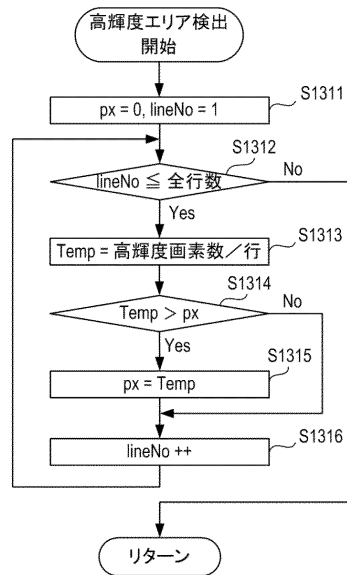 高輝度エリア検出
開始
S1311
px = 0, lineNo = 1
S1312
lineNo ≦ 全行数
No
Yes
S1313
Temp = 高輝度画素数／行
S1314
Temp > px
No
Yes
S1315
px = Temp
S1316
lineNo ++
リターン